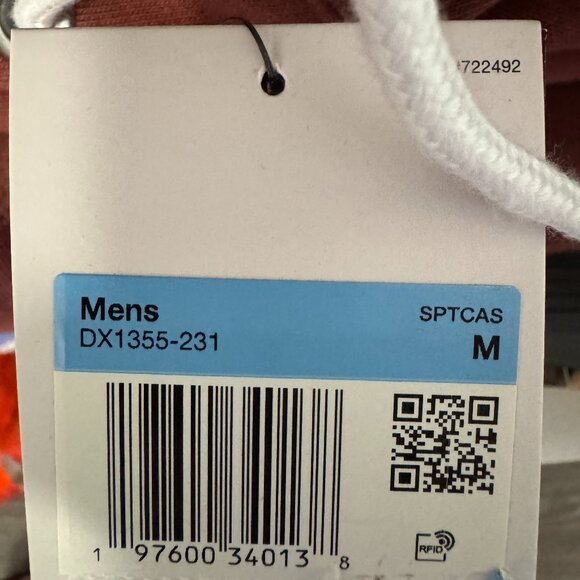 #722492
Mens
SPTCAS
DX1355-231
M
RFID
1 97600 34013 8